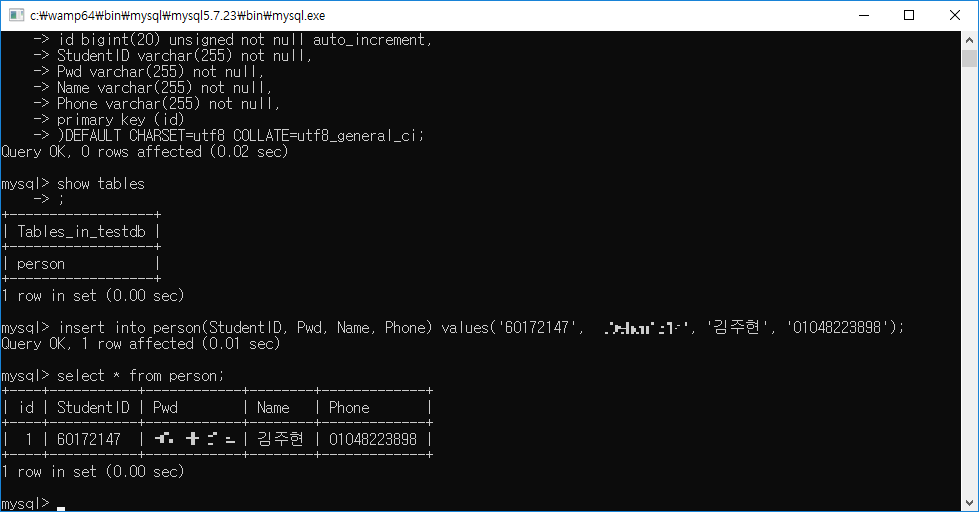 c:₩wamp64₩bin₩mysql₩mysql5.7.23₩bin₩mysql.exe
-> id bigint(20) unsigned not null auto_increment,
-> StudentID varchar(255) not null,
-> Pwd varchar(255) not null,
-> Name varchar(255) not null,
-> Phone varchar(255) not null,
-> primary key (id)
-> )DEFAULT CHARSET=utf8 COLLATE=utf8_general_ci;
Query OK, 0 rows affected (0.02 sec)
mysql> show tables
-> ;
+------------------+
| Tables_in_testdb |
+------------------+
| person           |
+------------------+
1 row in set (0.00 sec)
mysql> insert into person(StudentID, Pwd, Name, Phone) values('60172147', ', '김주현', '01048223898');
Query OK, 1 row affected (0.01 sec)
mysql> select * from person;
+----+-----------+------------+--------+-------------+
| id | StudentID | Pwd        | Name   | Phone       |
+----+-----------+------------+--------+-------------+
|  1 | 60172147  |            | 김주현 | 01048223898 |
+----+-----------+------------+--------+-------------+
1 row in set (0.00 sec)
mysql>